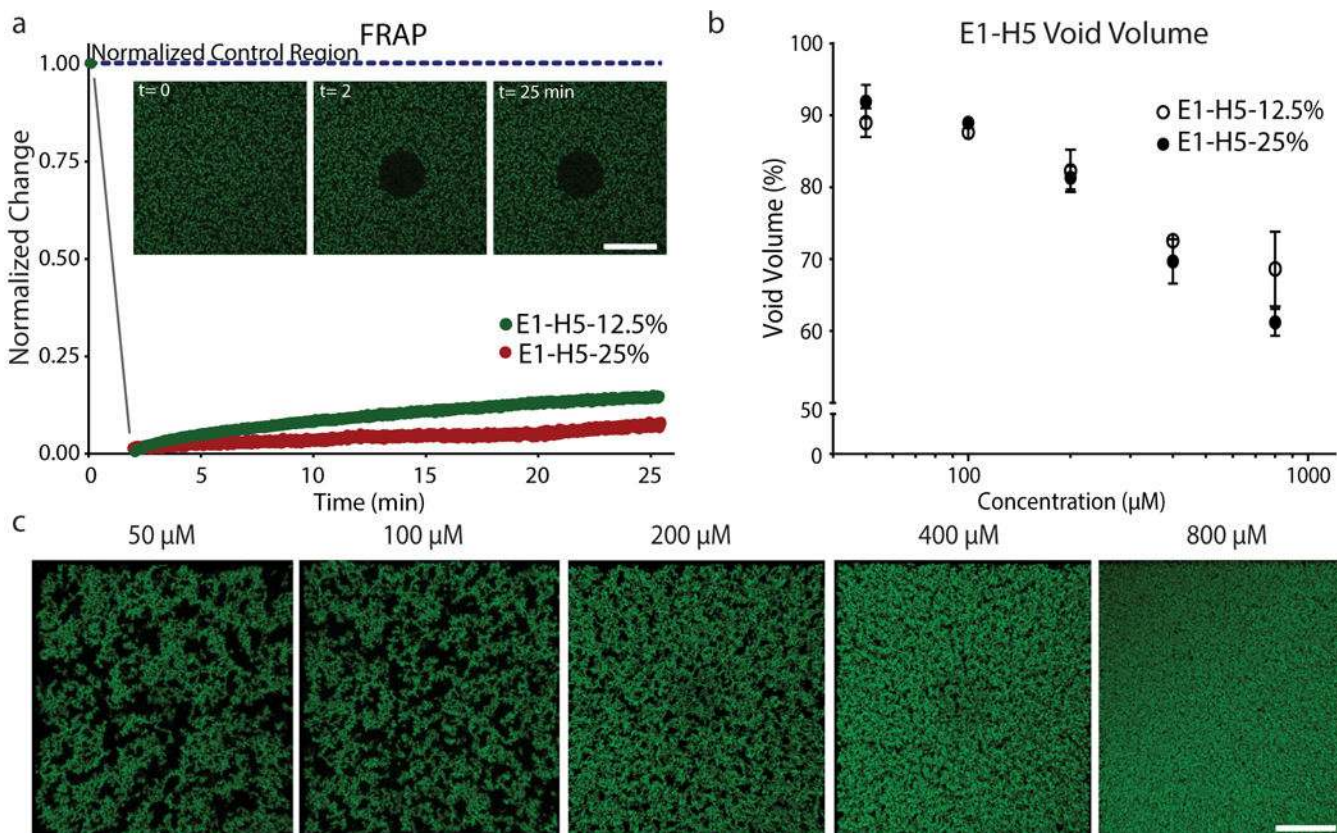 a
FRAP
Normalized Control Region
1.00
0.75
0.50
0.25
0.00
Normalized Change
t= 0
t= 2
t= 25 min
E1-H5-12.5%
E1-H5-25%
0
5
10
15
20
25
Time (min)
b
E1-H5 Void Volume
100
90
80
70
60
50
0
Void Volume (%)
E1-H5-12.5%
E1-H5-25%
100
1000
Concentration (μM)
c
50 μM
100 μM
200 μM
400 μM
800 μM